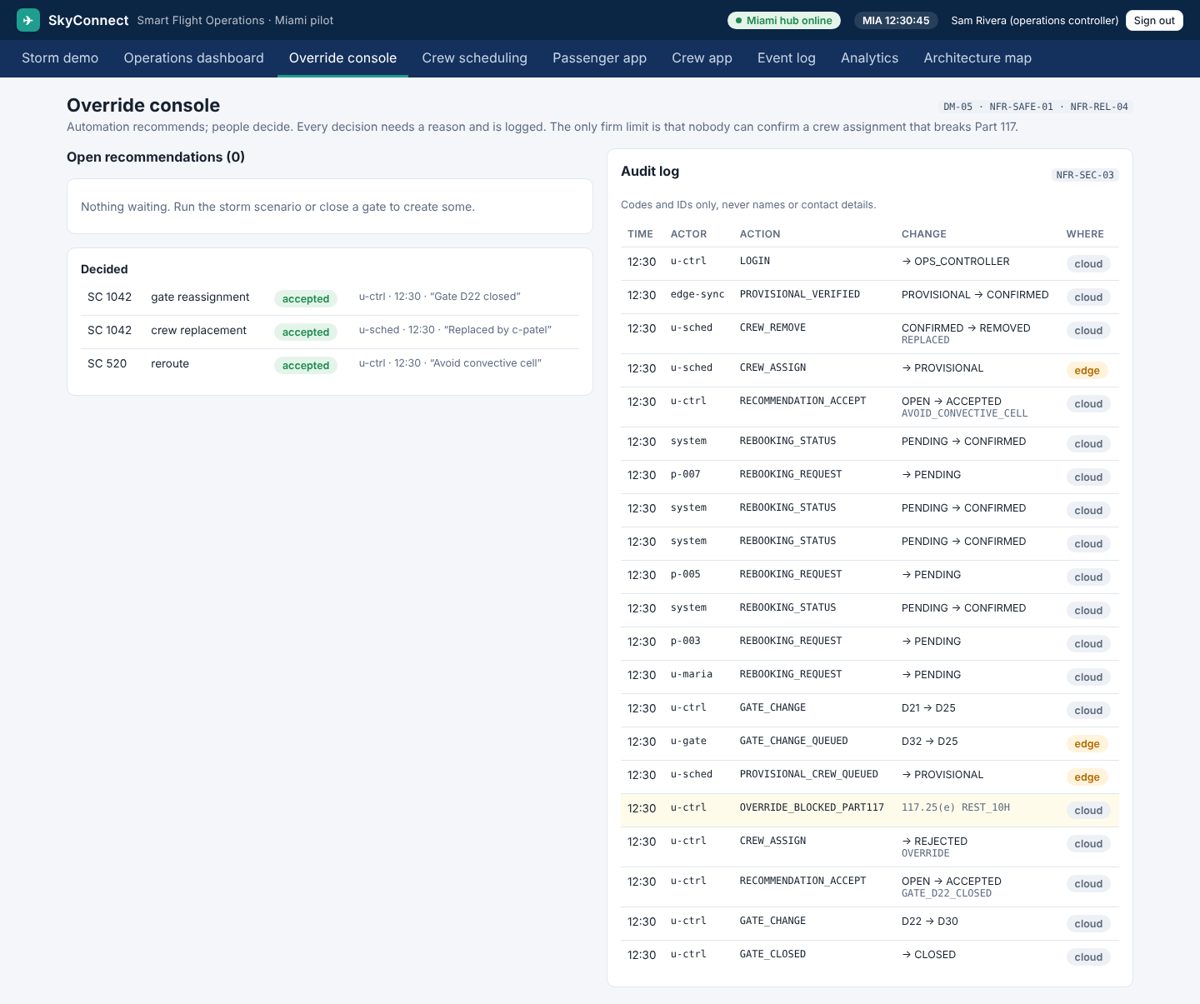 SkyConnect Smart Flight Operations · Miami pilot
Miami hub online
MIA 12:30:45
Sam Rivera (operations controller)
Sign out
Storm demo
Operations dashboard
Override console
Crew scheduling
Passenger app
Crew app
Event log
Analytics
Architecture map
Override console
DM-05 · NFR-SAFE-01 · NFR-REL-04
Automation recommends; people decide. Every decision needs a reason and is logged. The only firm limit is that nobody can confirm a crew assignment that breaks Part 117.
Open recommendations (0)
Nothing waiting. Run the storm scenario or close a gate to create some.
Decided
SC 1042 gate reassignment accepted u-ctrl · 12:30 · “Gate D22 closed”
SC 1042 crew replacement accepted u-sched · 12:30 · “Replaced by c-patel”
SC 520 reroute accepted u-ctrl · 12:30 · “Avoid convective cell”
Audit log
NFR-SEC-03
Codes and IDs only, never names or contact details.
TIME ACTOR ACTION CHANGE WHERE
12:30 u-ctrl LOGIN → OPS_CONTROLLER cloud
12:30 edge-sync PROVISIONAL_VERIFIED PROVISIONAL → CONFIRMED cloud
12:30 u-sched CREW_REMOVE CONFIRMED → REMOVED cloud
REPLACED
12:30 u-sched CREW_ASSIGN → PROVISIONAL edge
12:30 u-ctrl RECOMMENDATION_ACCEPT OPEN → ACCEPTED cloud
AVOID_CONVECTIVE_CELL
12:30 system REBOOKING_STATUS PENDING → CONFIRMED cloud
12:30 p-007 REBOOKING_REQUEST → PENDING cloud
12:30 system REBOOKING_STATUS PENDING → CONFIRMED cloud
12:30 system REBOOKING_STATUS PENDING → CONFIRMED cloud
12:30 p-005 REBOOKING_REQUEST → PENDING cloud
12:30 system REBOOKING_STATUS PENDING → CONFIRMED cloud
12:30 p-003 REBOOKING_REQUEST → PENDING cloud
12:30 u-maria REBOOKING_REQUEST → PENDING cloud
12:30 u-ctrl GATE_CHANGE D21 → D25 cloud
12:30 u-gate GATE_CHANGE_QUEUED D32 → D25 edge
12:30 u-sched PROVISIONAL_CREW_QUEUED → PROVISIONAL edge
12:30 u-ctrl OVERRIDE_BLOCKED_PART117 117.25(e) REST_10H cloud
12:30 u-ctrl CREW_ASSIGN → REJECTED cloud
OVERRIDE
12:30 u-ctrl RECOMMENDATION_ACCEPT OPEN → ACCEPTED cloud
GATE_D22_CLOSED
12:30 u-ctrl GATE_CHANGE D22 → D30 cloud
12:30 u-ctrl GATE_CLOSED → CLOSED cloud